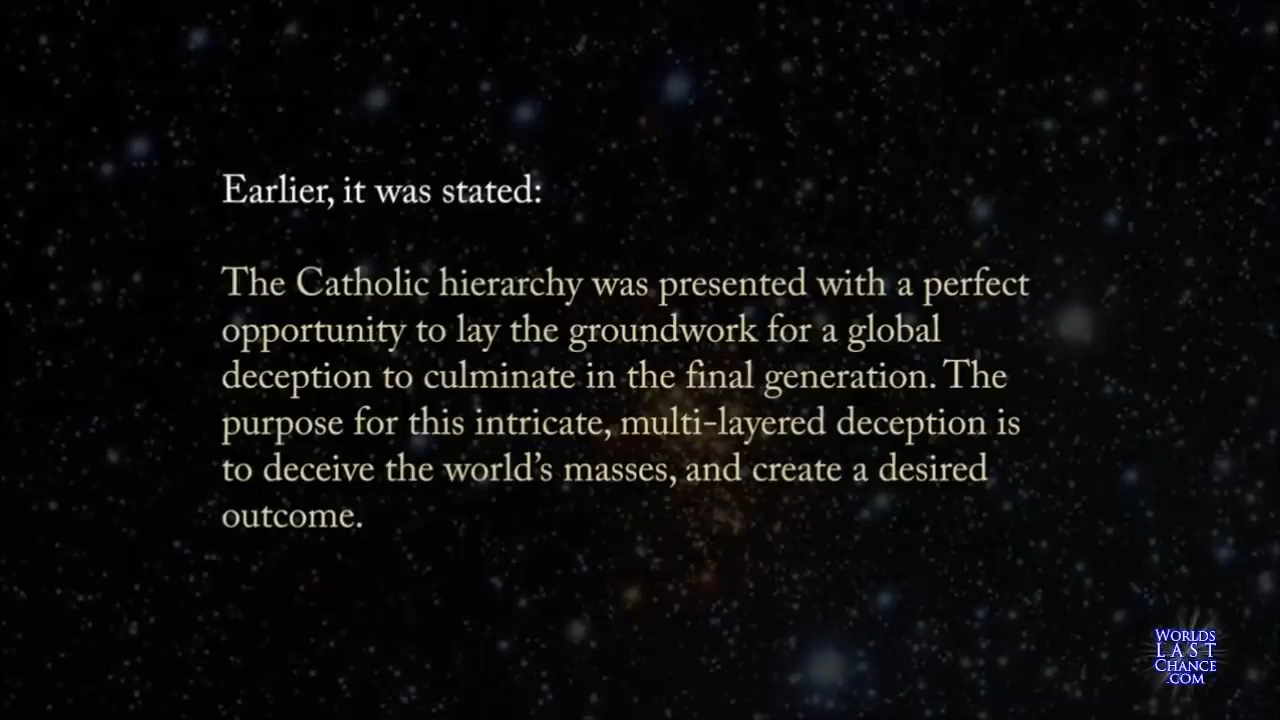 Earlier, it was stated:
The Catholic hierarchy was presented with a perfect
opportunity to lay the groundwork for a global
deception to culminate in the final generation. The
purpose for this intricate, multi-layered deception is
to deceive the world's masses, and create a desired
outcome.
WORLDS
LAST
CHANCE
.COM